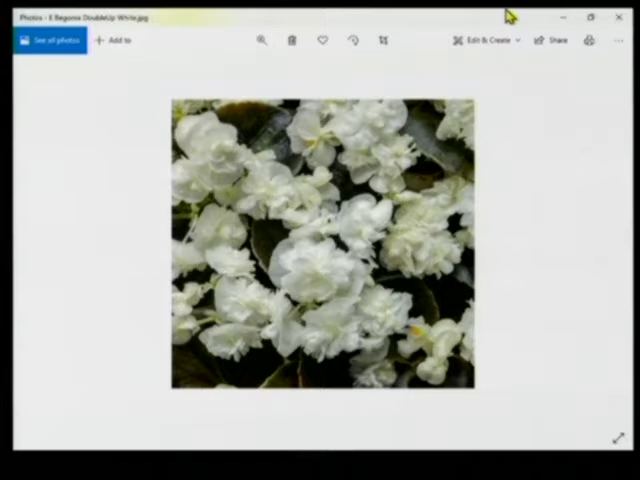 Photos - E Begonia DoubleUp White.jpg
See all photos
Add to
Edit & Create
Share